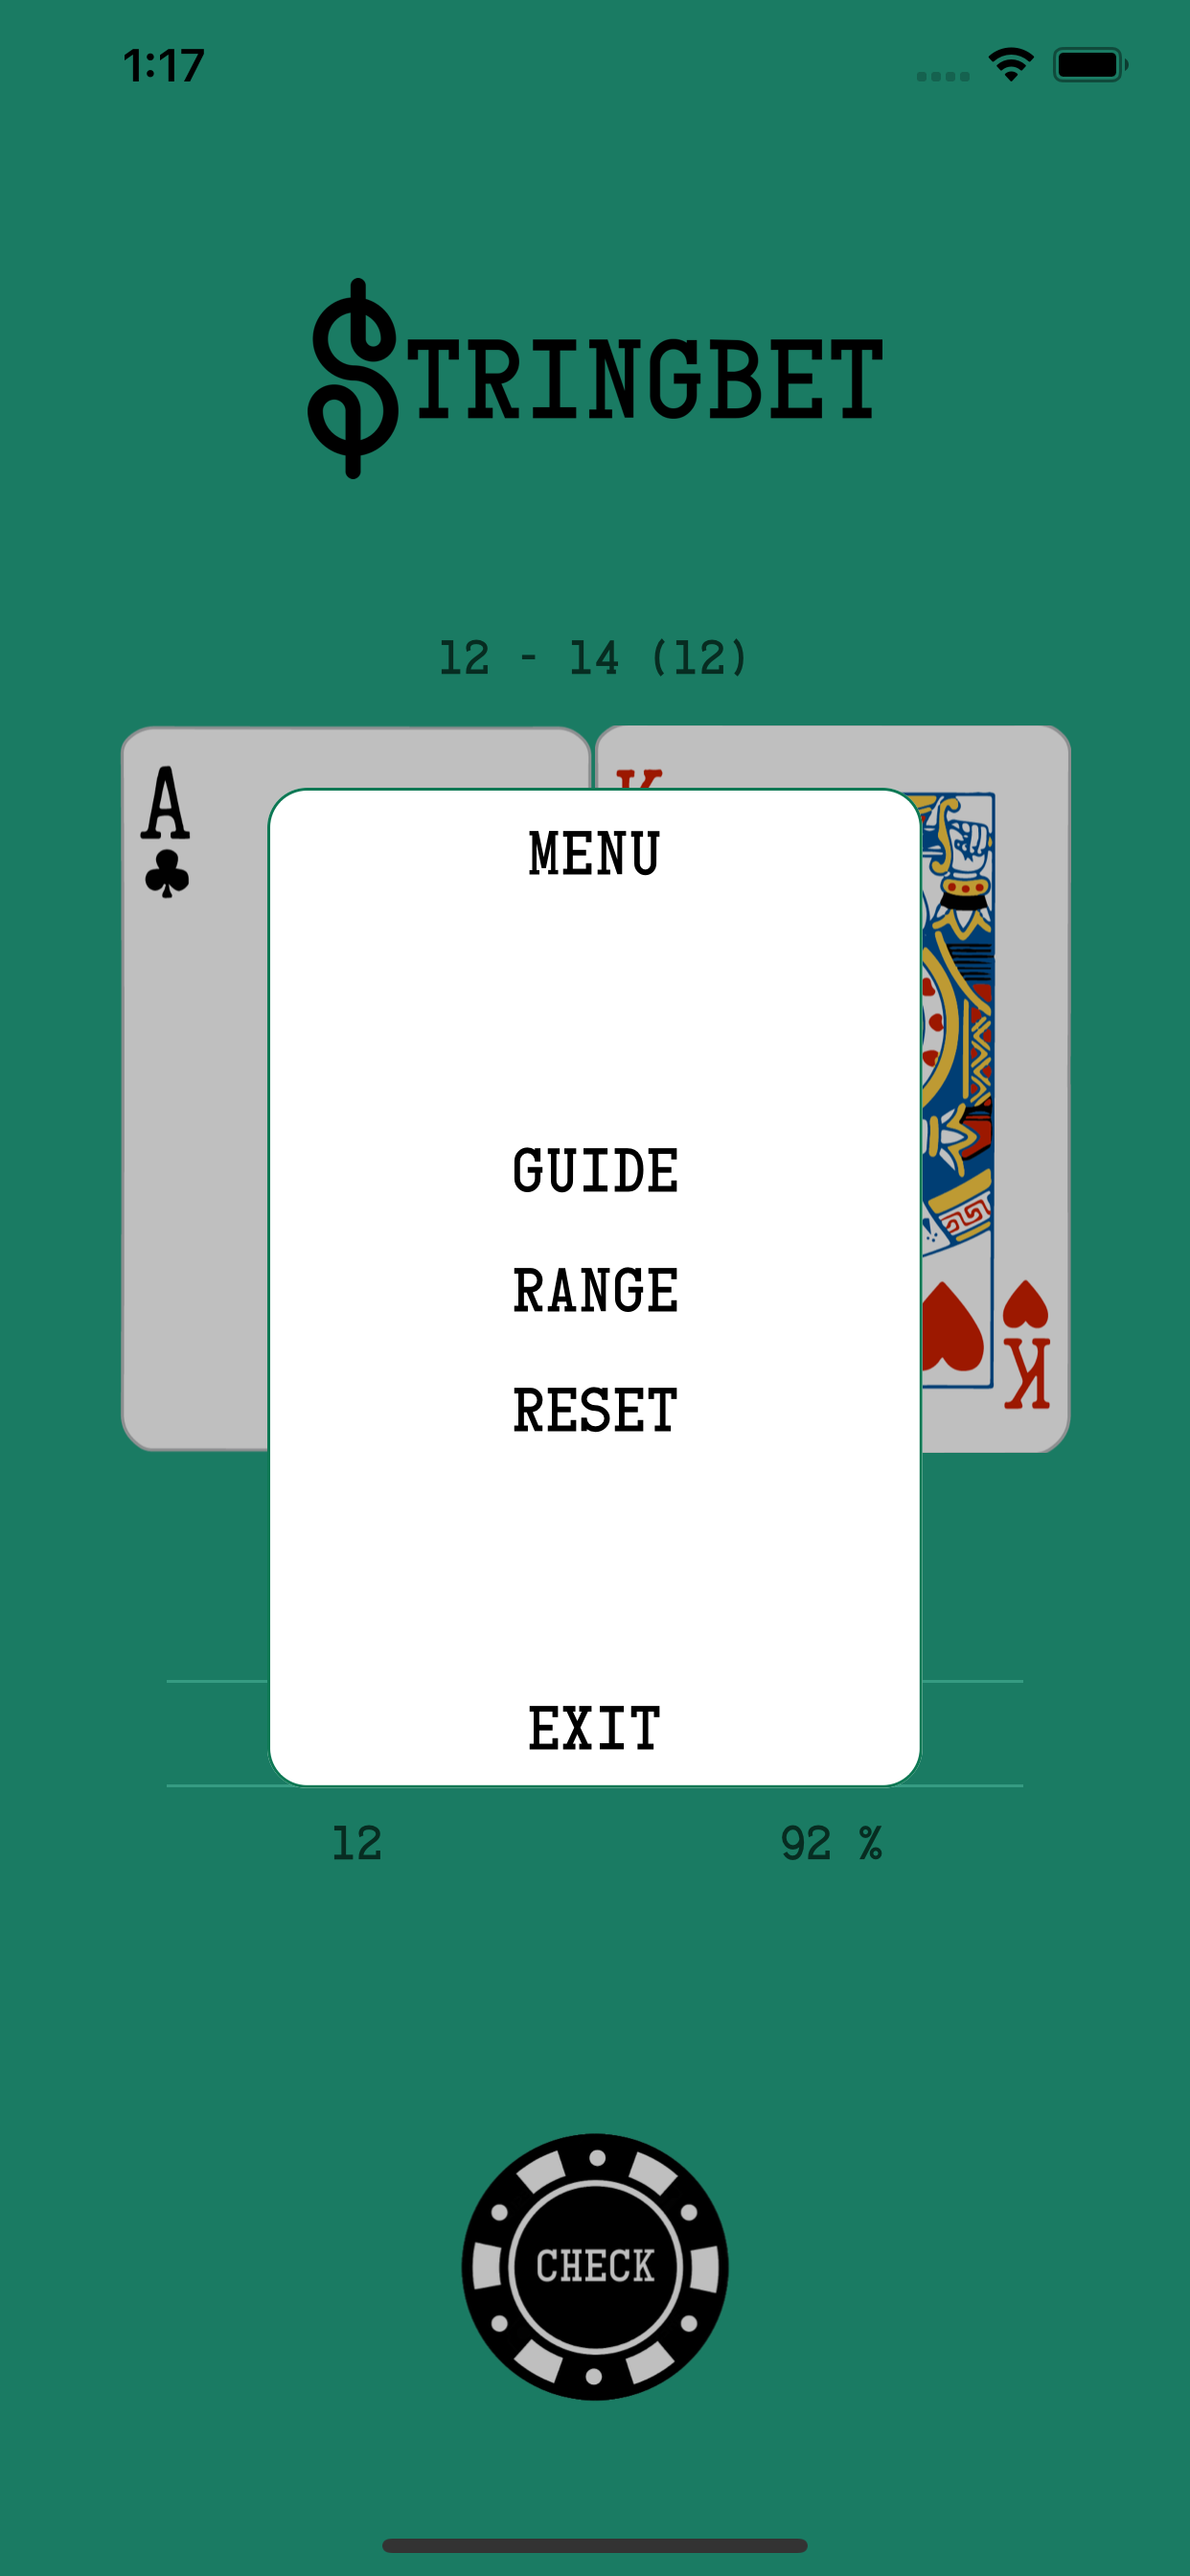 1:17
$TRINGBET
12 - 14 (12)
A
K
MENU
GUIDE
RANGE
RESET
K
EXIT
12 92 %
CHECK